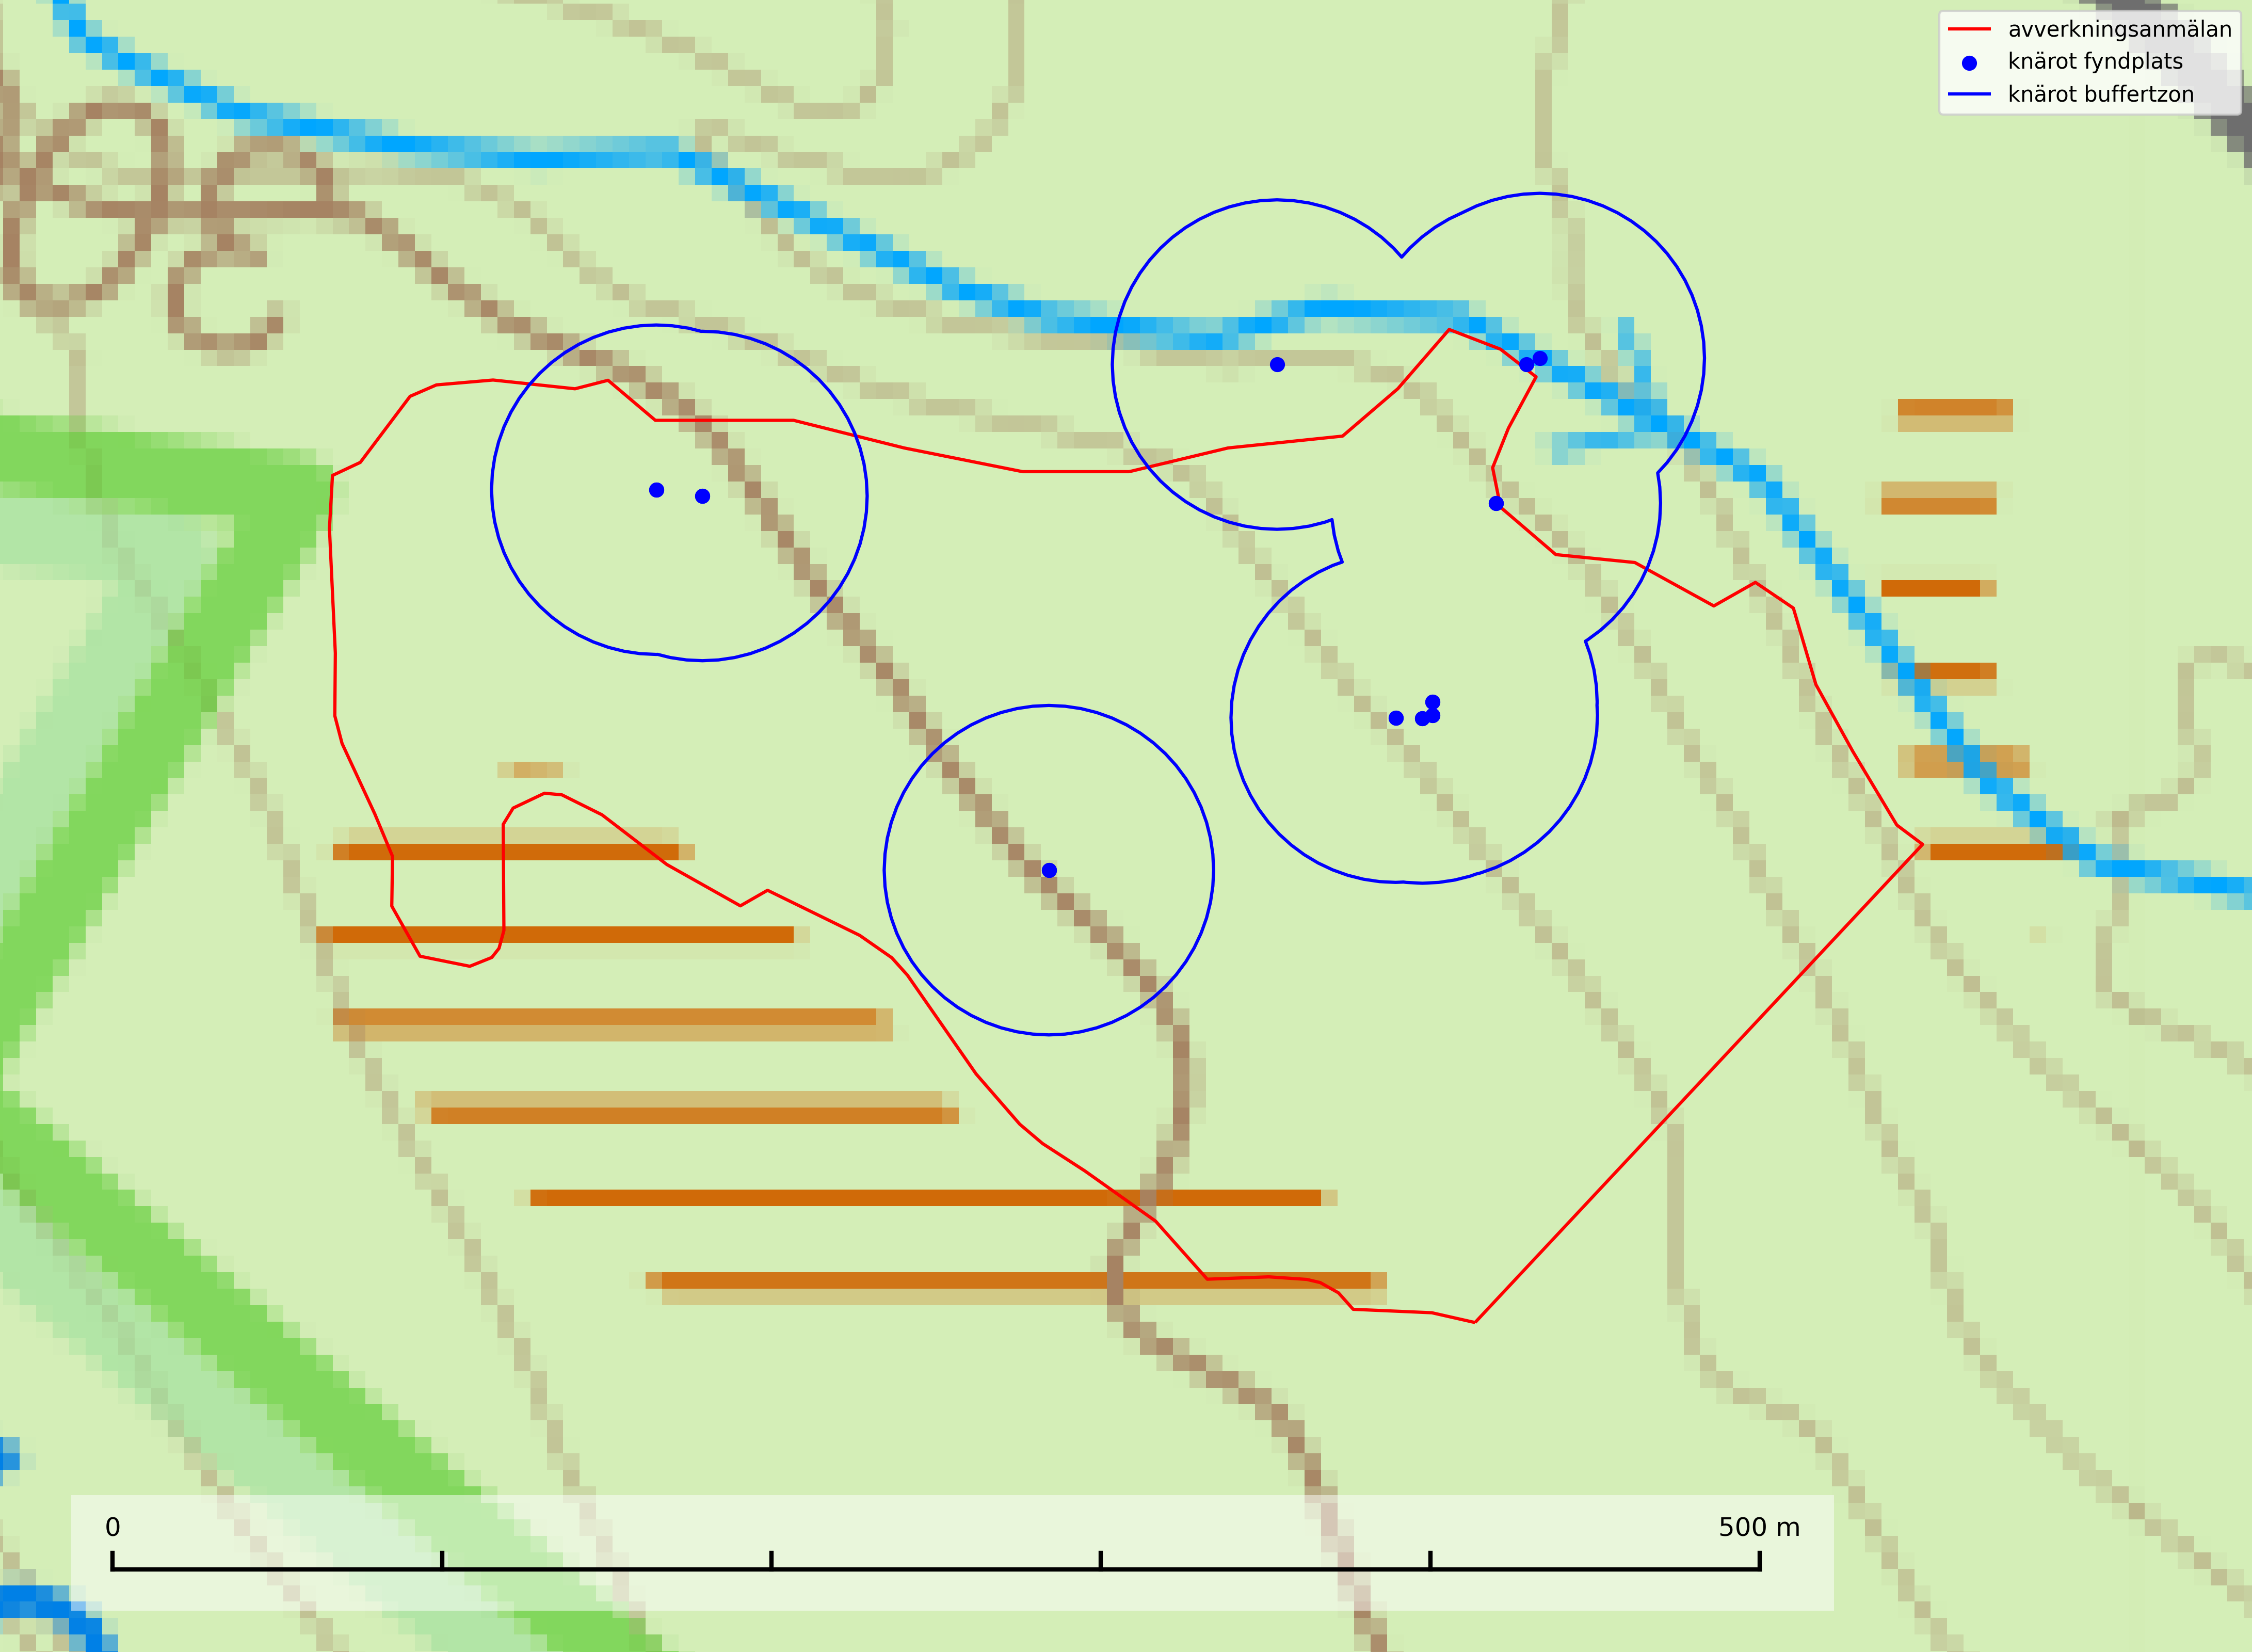 avverkningsanmälan
knärot fyndplats
knärot buffertzon
0
500 m